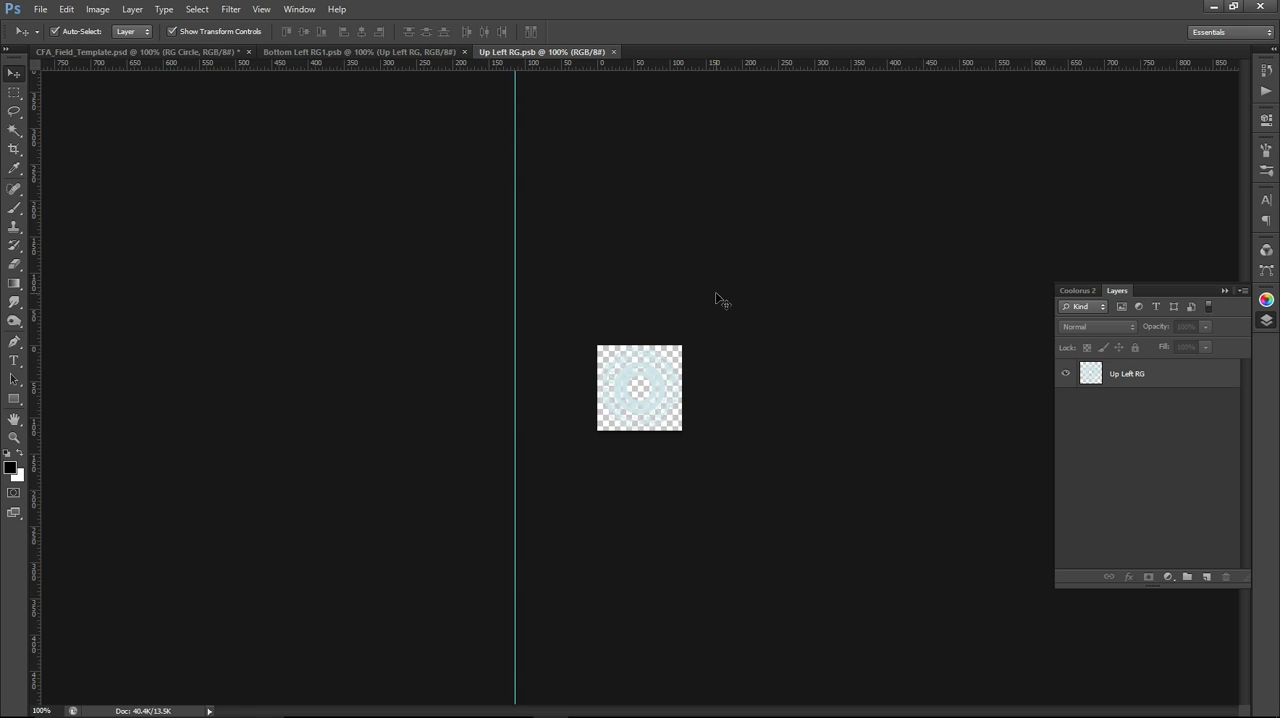 Ps File Edit Image Layer Type Select Filter View Window Help
Auto-Select: Layer Show Transform Controls Essentials
CFA_Field_Template.psd @ 100% (RG Circle, RGB/8#) * × Bottom Left RG1.psb @ 100% (Up Left RG, RGB/8#) × Up Left RG.psb @ 100% (RGB/8#) ×
750 700 650 600 550 500 450 400 350 300 250 200 150 100 50 0 50 100 150 200 250 300 350 400 450 500 550 600 650 700 750 800 850
Coolorus 2 Layers
Kind
Normal Opacity: 100%
Lock: Fill: 100%
Up Left RG
100% Doc: 40.4K/13.5K